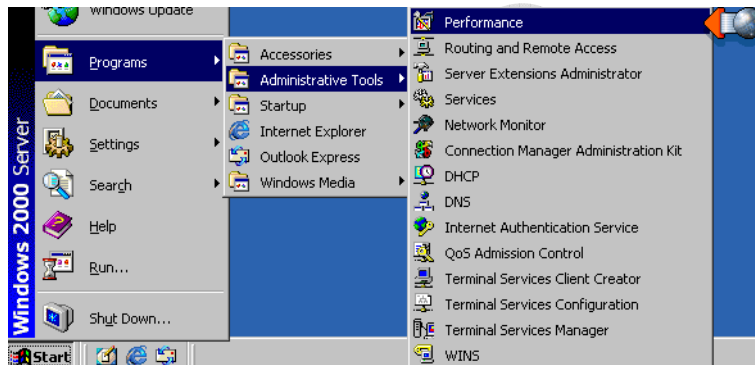 Windows Update
Programs
Documents
Settings
Search
Help
Run...
Shut Down...
Windows 2000 Server
Start
Accessories
Administrative Tools
Startup
Internet Explorer
Outlook Express
Windows Media
Performance
Routing and Remote Access
Server Extensions Administrator
Services
Network Monitor
Connection Manager Administration Kit
DHCP
DNS
Internet Authentication Service
QoS Admission Control
Terminal Services Client Creator
Terminal Services Configuration
Terminal Services Manager
WINS